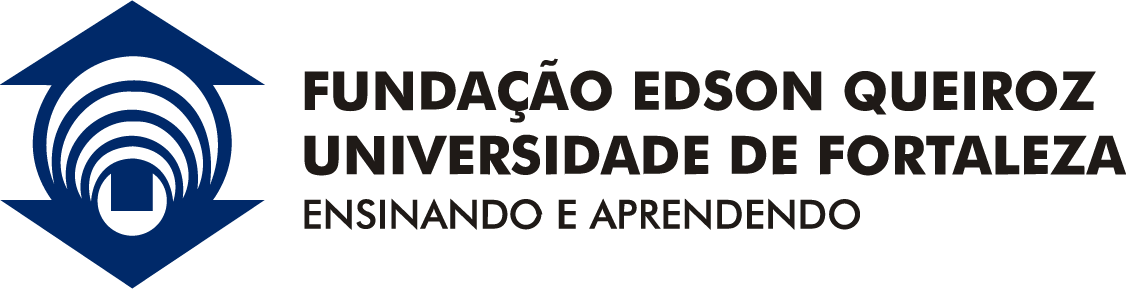 FUNDAÇÃO EDSON QUEIROZ
UNIVERSIDADE DE FORTALEZA
ENSINANDO E APRENDENDO